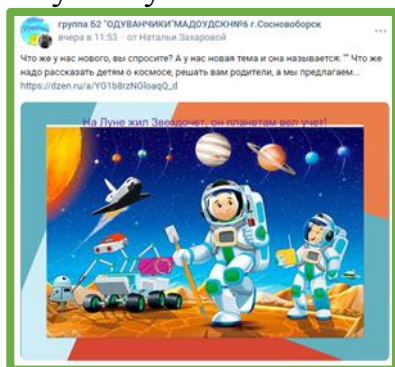 группа Б2 "ОДУВАНЧИКИ"МАДОУДСКН№6 г.Сосновоборск
вчера в 11:53 · от Натальи Захаровой
Что же у нас нового, вы спросите? А у нас новая тема и она называется: "" Что же
надо рассказать детям о космосе, решать вам родители, а мы предлагаем...
https://dzen.ru/a/YG1b8rzNGloaqQ_d
На Луне жил Звездочет, он планетам вел учет!